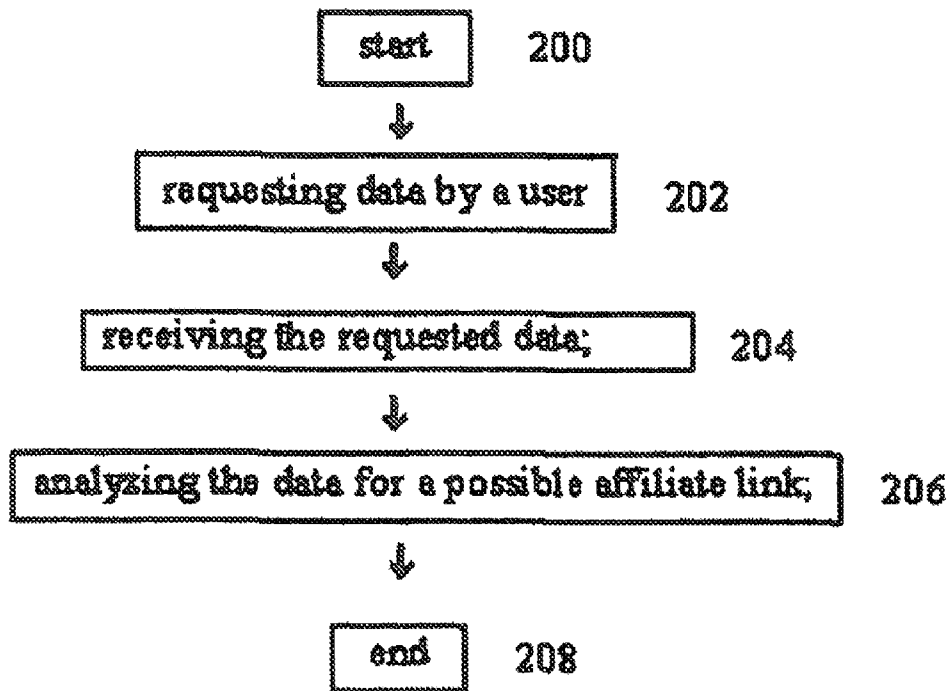 start 200
requesting data by a user 202
receiving the requested data; 204
analyzing the data for a possible affiliate link; 206
end 208